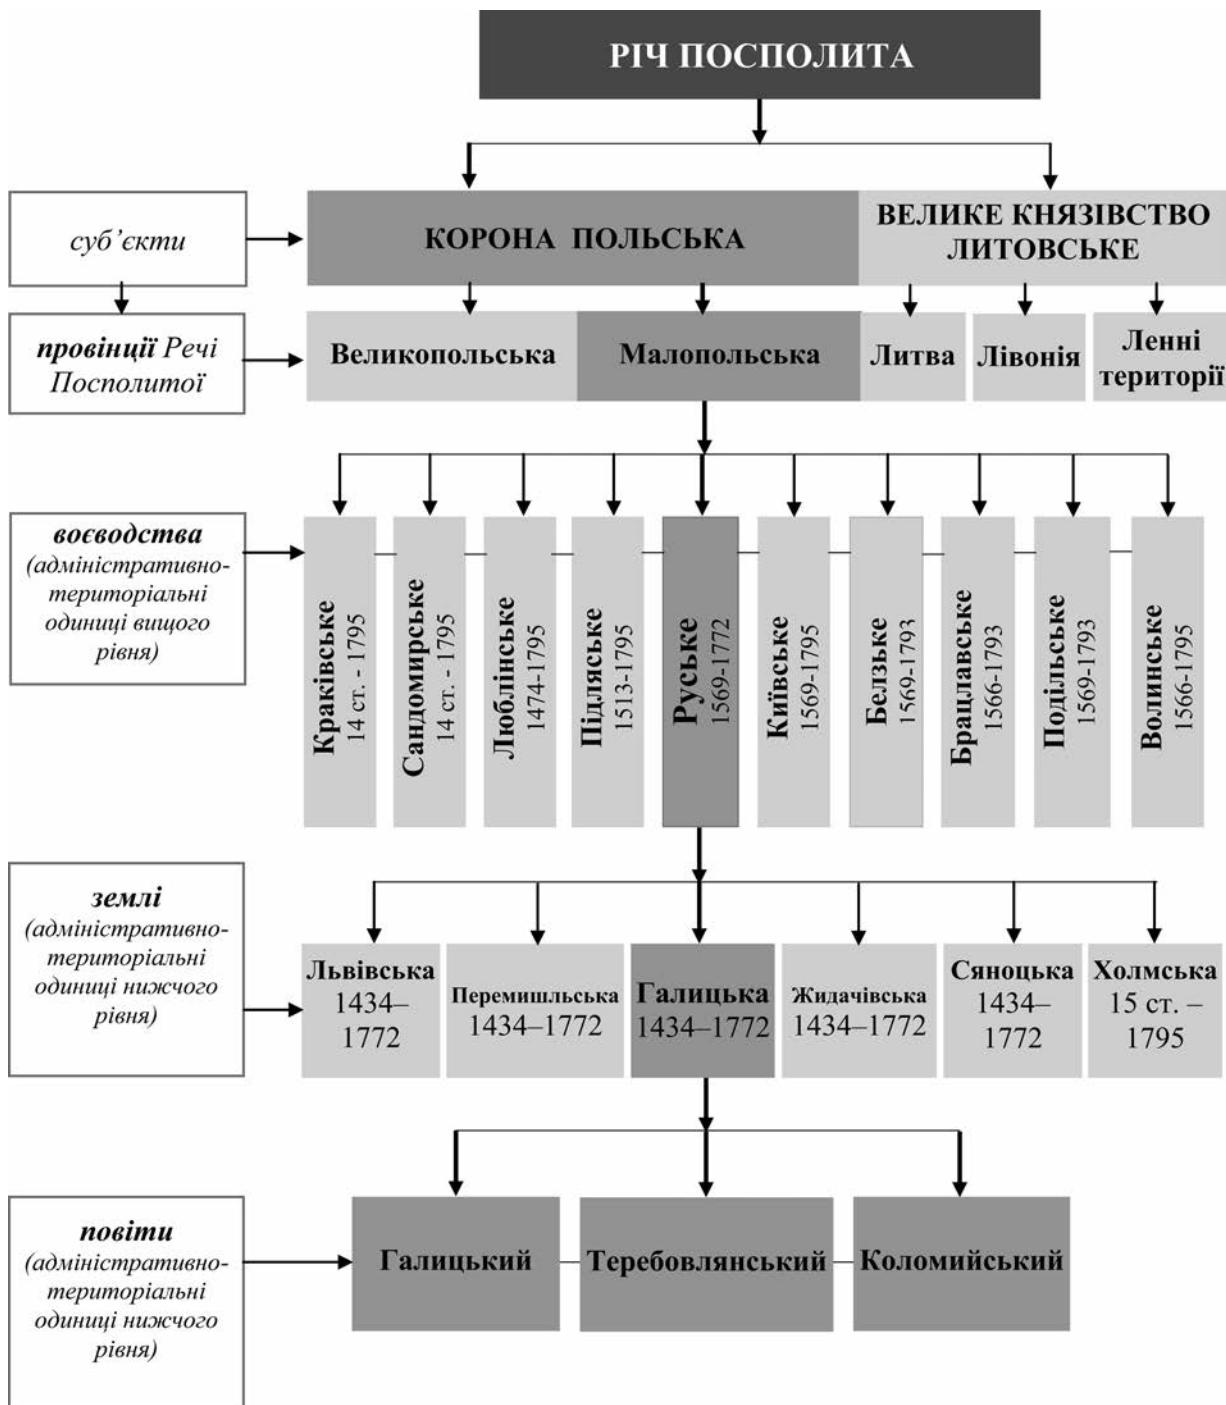 РІЧ ПОСПОЛИТА
суб’єкти
КОРОНА ПОЛЬСЬКА
ВЕЛИКЕ КНЯЗІВСТВО
ЛИТОВСЬКЕ
провінції Речі
Посполитої
Великопольська
Малопольська
Литва
Лівонія
Ленні
території
воєводства
(адміністративно-
територіальні
одиниці вищого
рівня)
Краківське
14 ст. - 1795
Сандомирське
14 ст. - 1795
Люблінське
1474-1795
Підляське
1513-1795
Руське
1569-1772
Київське
1569-1795
Белзьке
1569-1793
Брацлавське
1566-1793
Подільське
1569-1793
Волинське
1566-1795
землі
(адміністративно-
територіальні
одиниці нижчого
рівня)
Львівська
1434–
1772
Перемишльська
1434–1772
Галицька
1434–1772
Жидачівська
1434–1772
Сяноцька
1434–
1772
Холмська
15 ст. –
1795
повіти
(адміністративно-
територіальні
одиниці нижчого
рівня)
Галицький
Теребовлянський
Коломийський